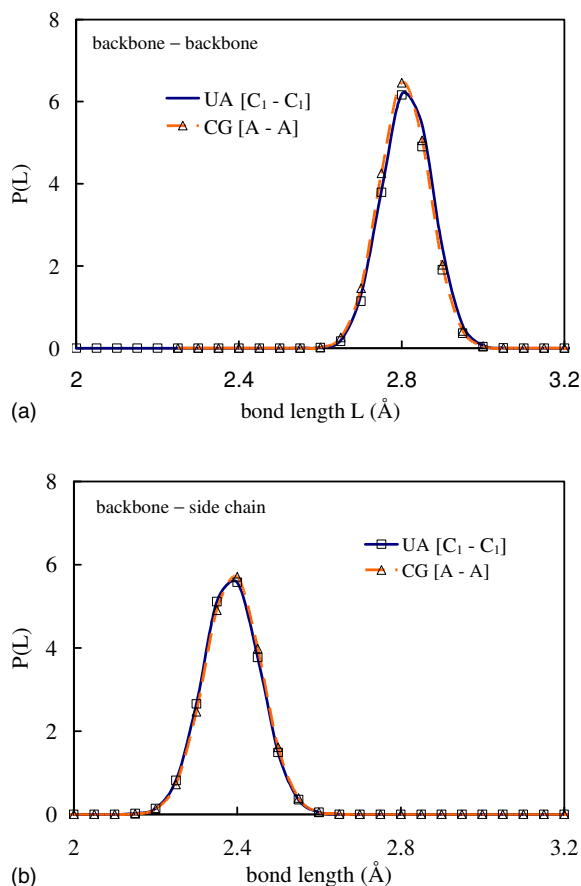 backbone – backbone
8
6
4
2
0
P(L)
UA [C₁ - C₁]
CG [A - A]
2
2.4
2.8
3.2
(a)
bond length L (Å)
backbone – side chain
8
6
4
2
0
P(L)
UA [C₁ - C₁]
CG [A - A]
2
2.4
2.8
3.2
(b)
bond length (Å)